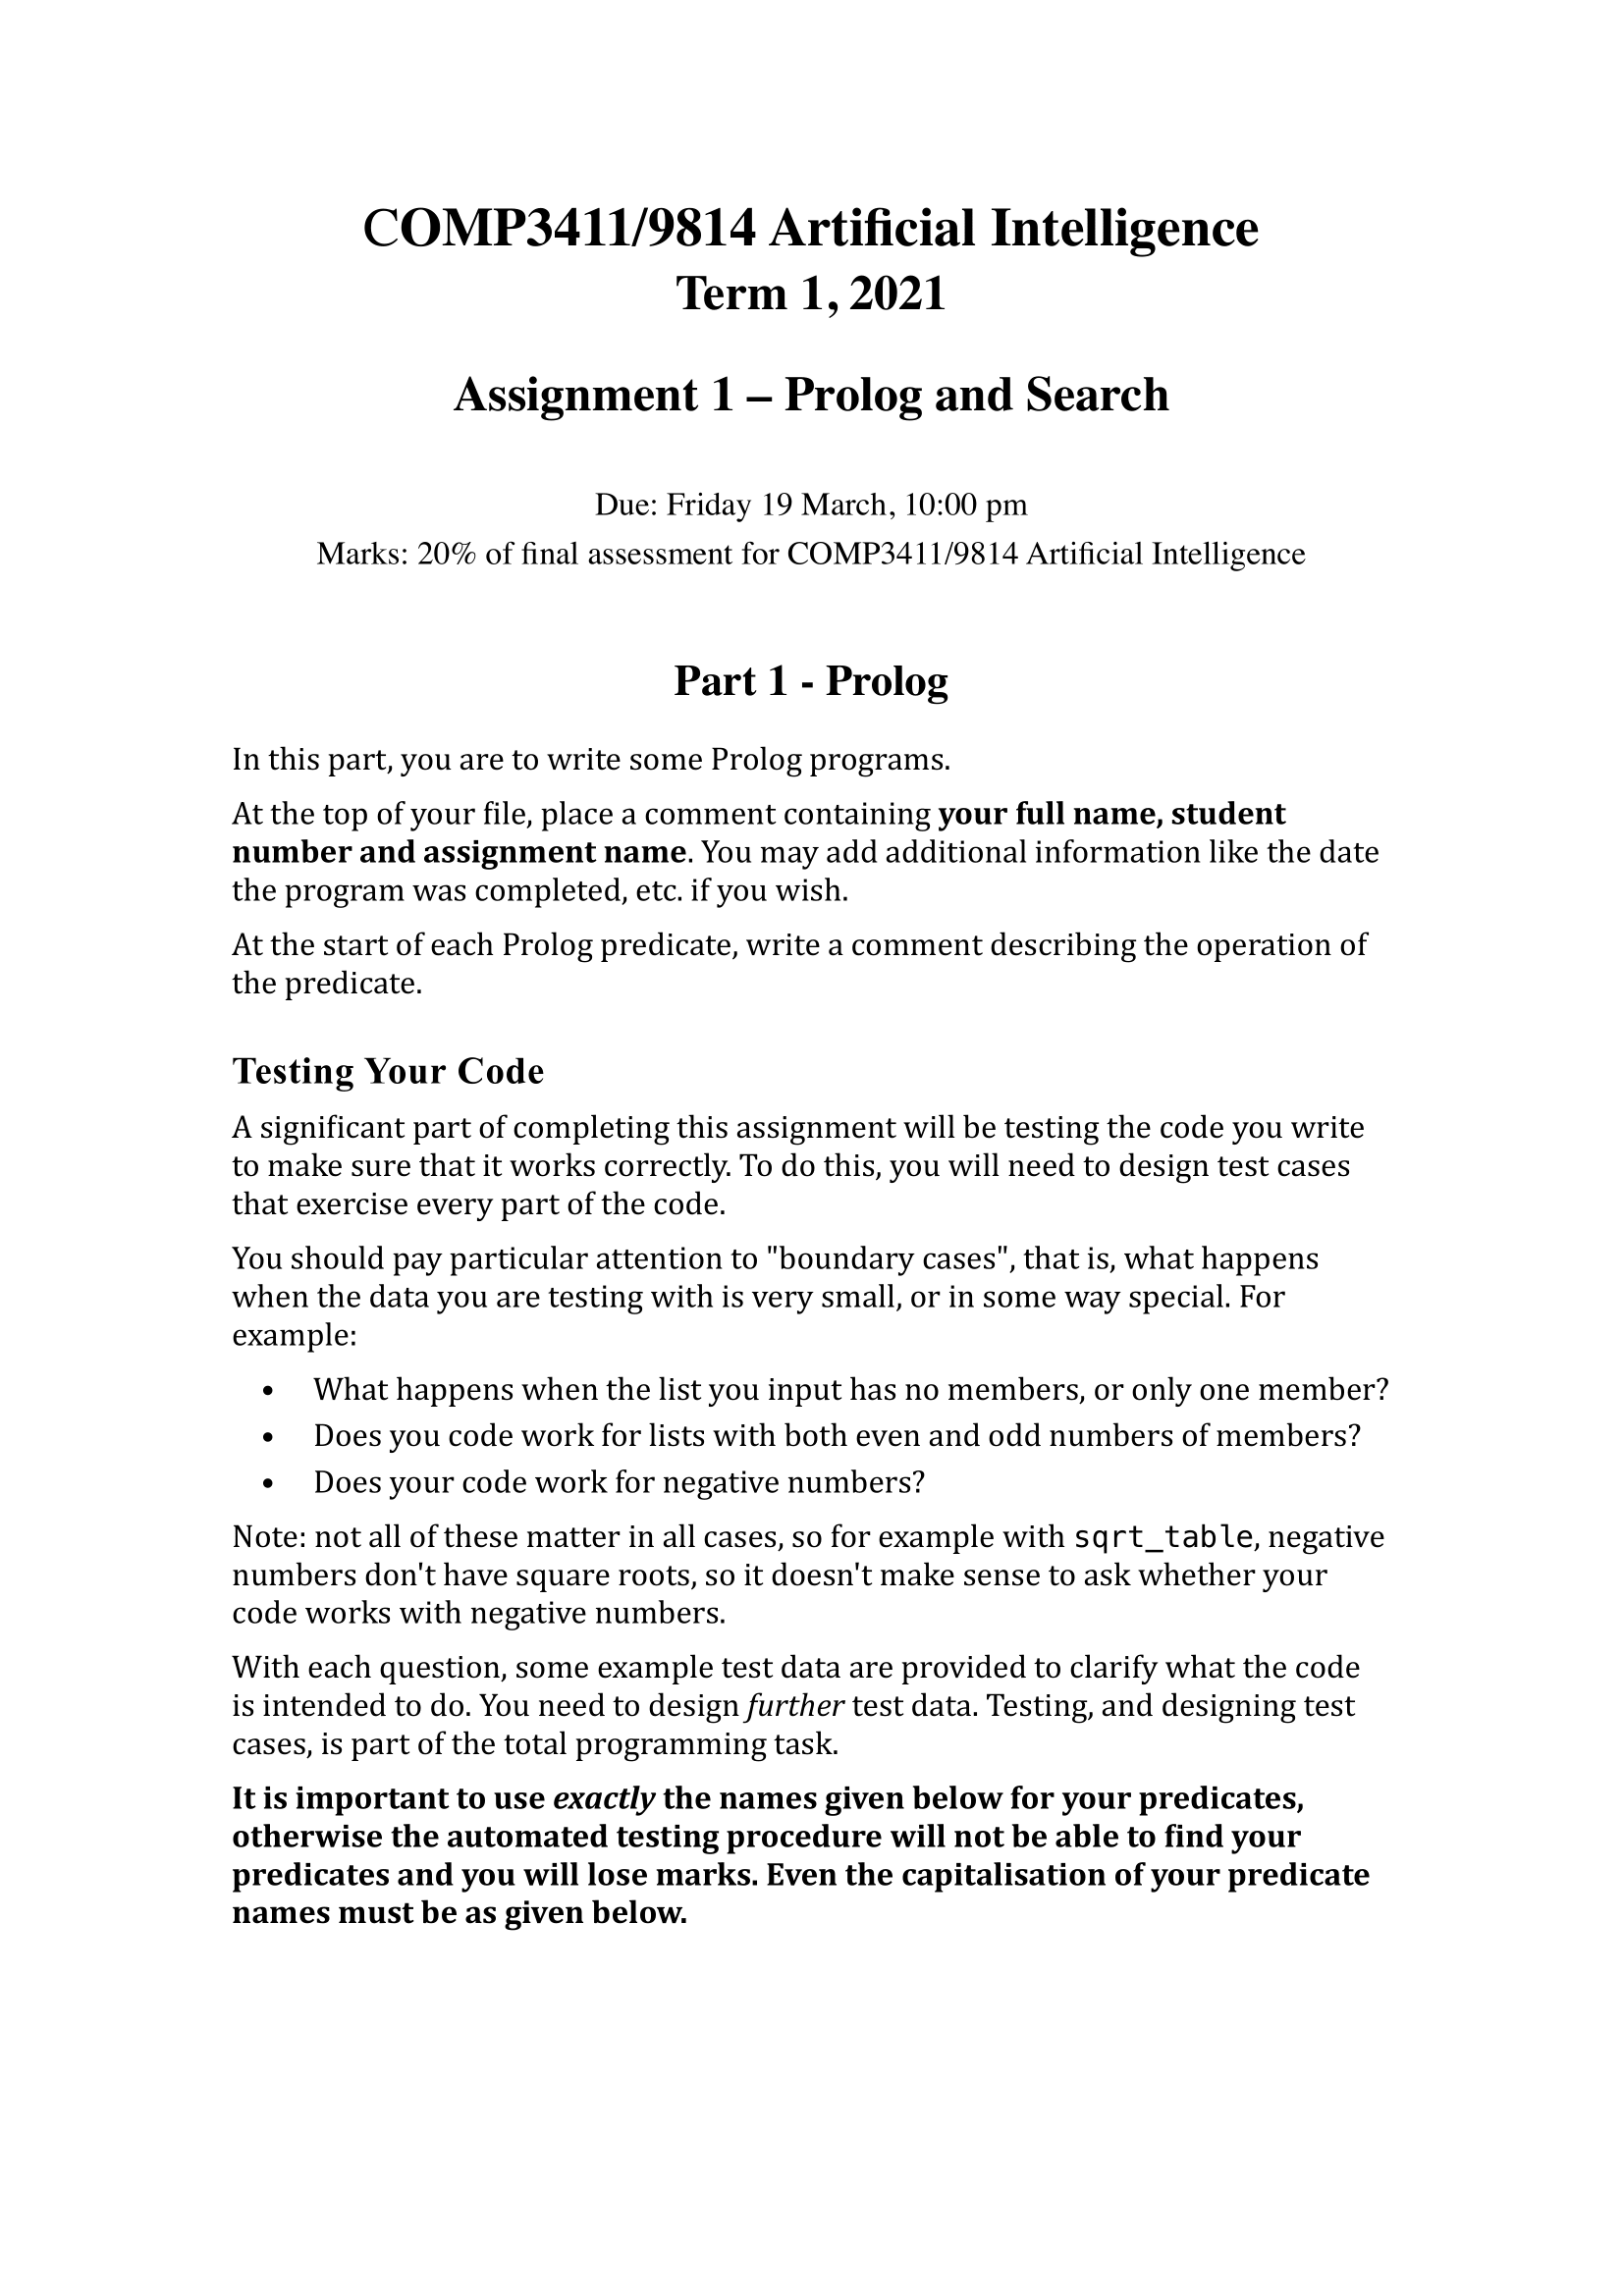 COMP3411/9814 Artificial Intelligence
Term 1, 2021
Assignment 1 – Prolog and Search
Due: Friday 19 March, 10:00 pm
Marks: 20% of final assessment for COMP3411/9814 Artificial Intelligence
Part 1 - Prolog
In this part, you are to write some Prolog programs.
At the top of your file, place a comment containing your full name, student
number and assignment name. You may add additional information like the date
the program was completed, etc. if you wish.
At the start of each Prolog predicate, write a comment describing the operation of
the predicate.
Testing Your Code
A significant part of completing this assignment will be testing the code you write
to make sure that it works correctly. To do this, you will need to design test cases
that exercise every part of the code.
You should pay particular attention to "boundary cases", that is, what happens
when the data you are testing with is very small, or in some way special. For
example:
• What happens when the list you input has no members, or only one member?
• Does you code work for lists with both even and odd numbers of members?
• Does your code work for negative numbers?
Note: not all of these matter in all cases, so for example with sqrt_table, negative
numbers don't have square roots, so it doesn't make sense to ask whether your
code works with negative numbers.
With each question, some example test data are provided to clarify what the code
is intended to do. You need to design further test data. Testing, and designing test
cases, is part of the total programming task.
It is important to use exactly the names given below for your predicates,
otherwise the automated testing procedure will not be able to find your
predicates and you will lose marks. Even the capitalisation of your predicate
names must be as given below.